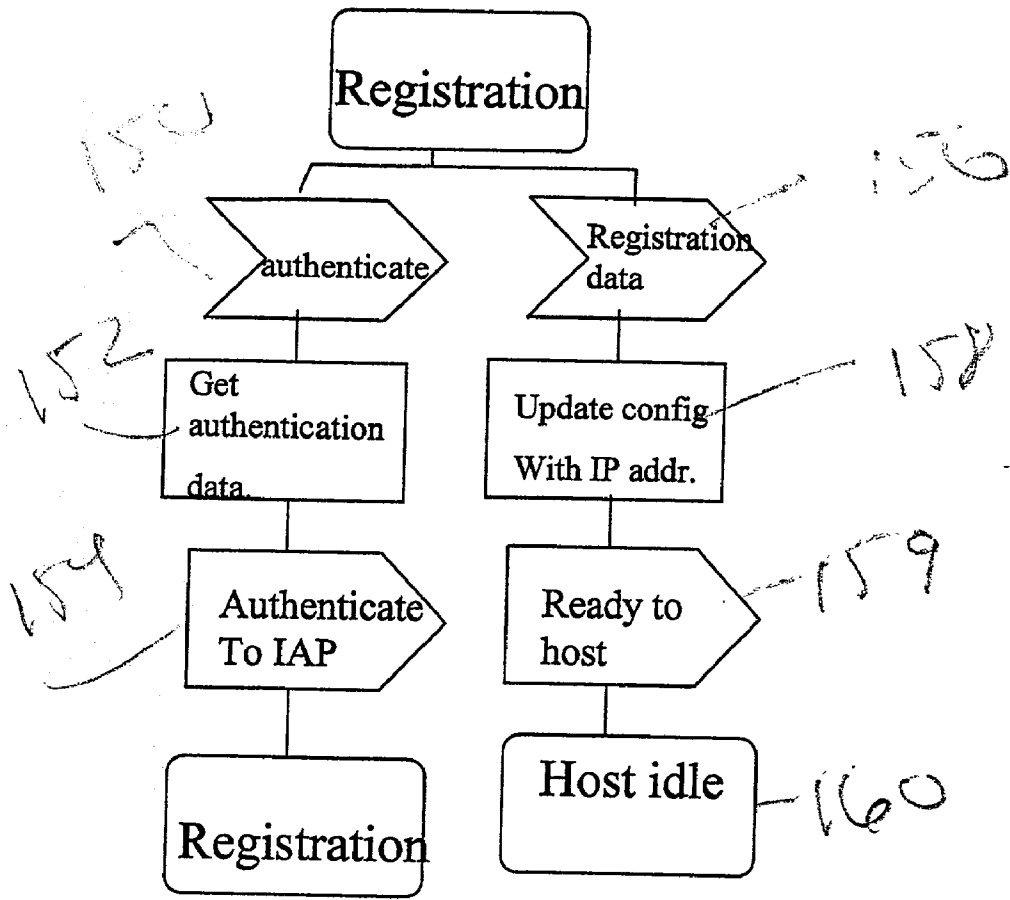 Registration
150
156
authenticate
Registration
data
152
158
Get
authentication
data.
Update config
With IP addr.
154
159
Authenticate
To IAP
Ready to
host
Registration
Host idle
160